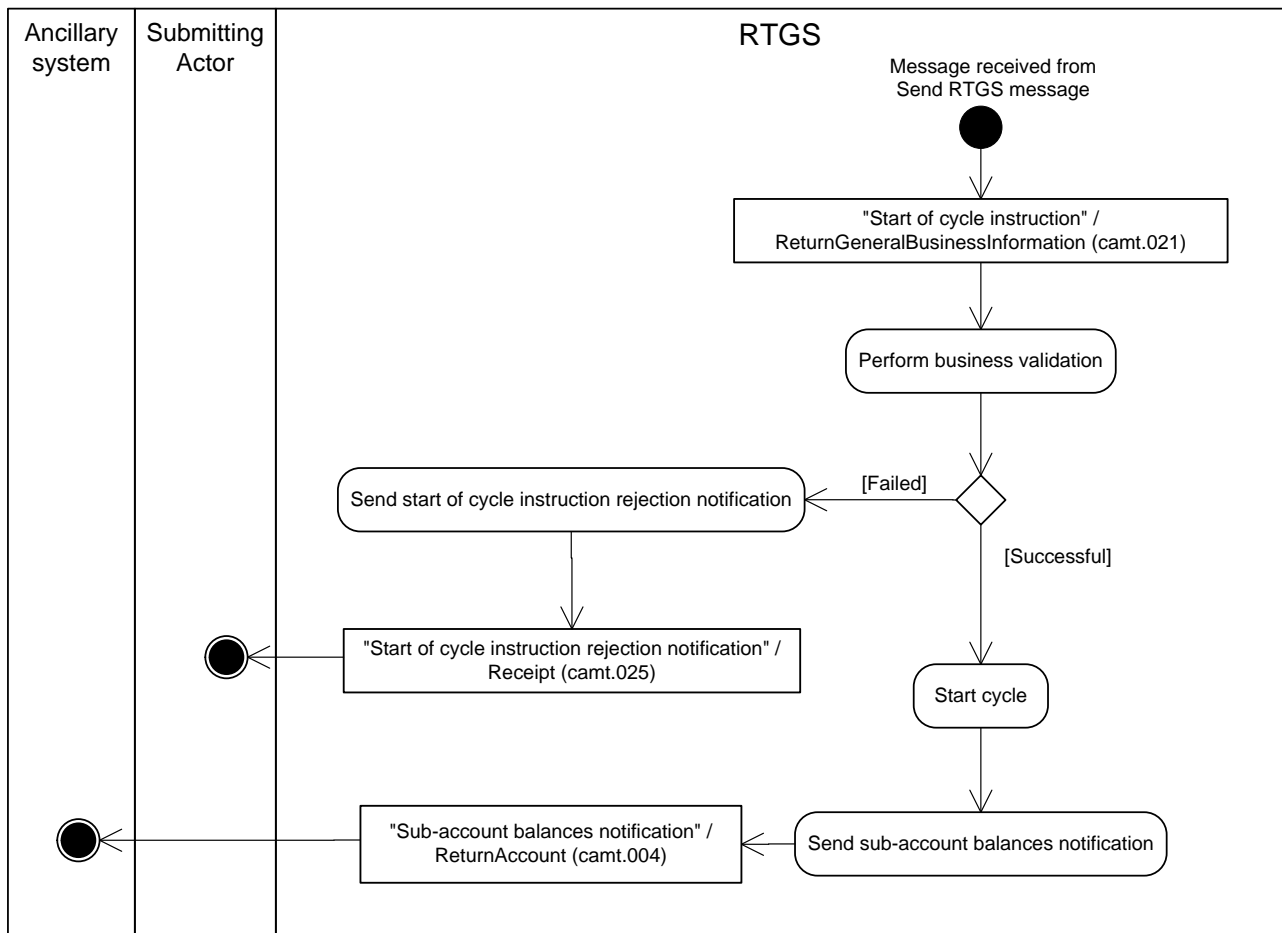 Ancillary
system
Submitting
Actor
RTGS
Message received from
Send RTGS message
"Start of cycle instruction" /
ReturnGeneralBusinessInformation (camt.021)
Perform business validation
[Failed]
Send start of cycle instruction rejection notification
[Successful]
"Start of cycle instruction rejection notification" /
Receipt (camt.025)
Start cycle
"Sub-account balances notification" /
ReturnAccount (camt.004)
Send sub-account balances notification